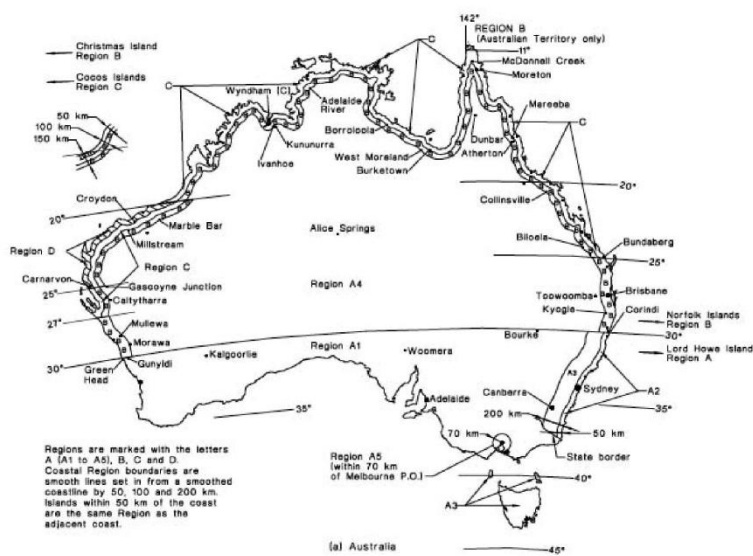 142°
REGION B
(Australian Territory only)
11°
Christmas Island
Region B
Cocos Islands
Region C
C
C
McDonnell Creek
Moreton
Wyndham (C)
Adelaide
River
Mareeba
50 km
100 km
150 km
Borroloola
Dunbar
C
Kununurra
West Moreland
Atherton
Ivanhoe
Burketown
20°
Croydon
Collinsville
20°
Marble Bar
Alice Springs
Biloela
Bundaberg
Region D
Millstream
Region C
25°
Carnarvon
Gascoyne Junction
Region A4
Brisbane
25°
Toowoomba
Caltytharra
Kyogle
Corindi
Norfolk Islands
Region B
27°
Mullewa
Bourke
30°
Morawa
Region A1
Woomera
Lord Howe Island
Region A
30°
Green
Head
Gunyidi
Kalgoorlie
A3
Sydney
A2
Adelaide
Canberra
35°
35°
200 km
70 km
50 km
State border
Regions are marked with the letters
A (A1 to A5), B, C and D.
Coastal Region boundaries are
smooth lines set in from a smoothed
coastline by 50, 100 and 200 km.
Islands within 50 km of the coast
are the same Region as the
adjacent coast.
Region A5
(within 70 km
of Melbourne P.O.)
40°
A3
(a) Australia
45°